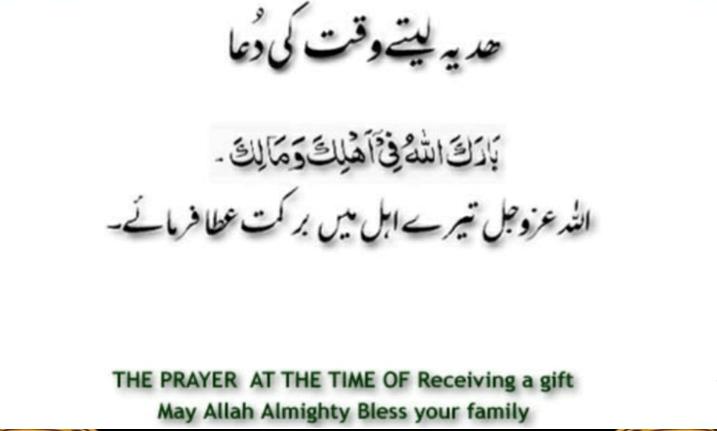 ھدیہ لیتے وقت کی دُعا
بَارَكَ اللهُ فِيْٓ اَهْلِكَ وَمَالِكَ ۔
اللہ عزوجل تیرے اہل میں برکت عطا فرمائے۔
THE PRAYER AT THE TIME OF Receiving a gift
May Allah Almighty Bless your family